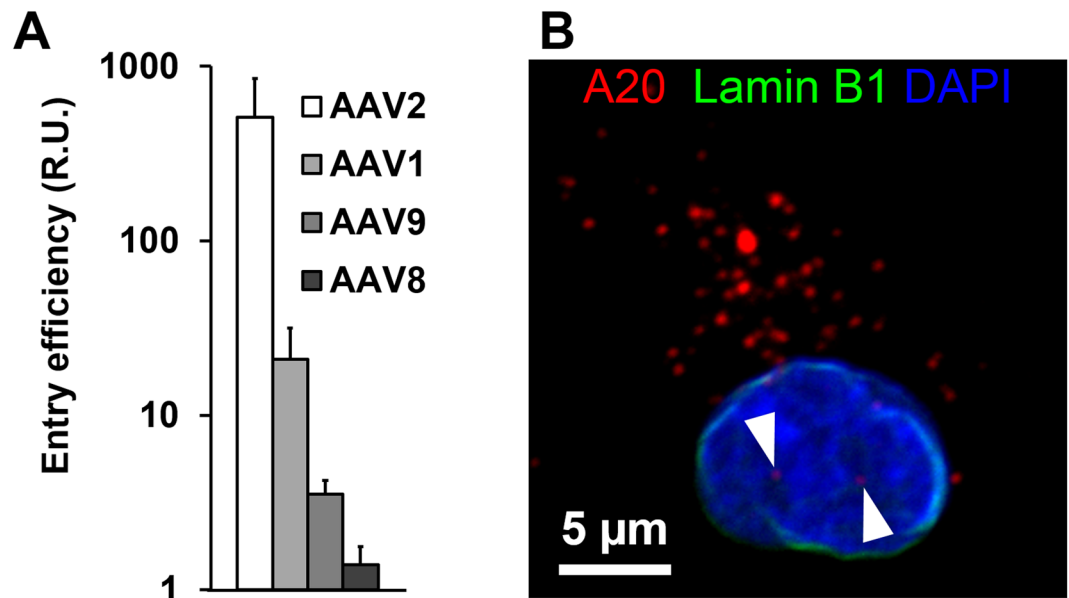 A
Entry efficiency (R.U.)
1000
100
10
1
AAV2
AAV1
AAV9
AAV8
B
A20 Lamin B1 DAPI
5 µm